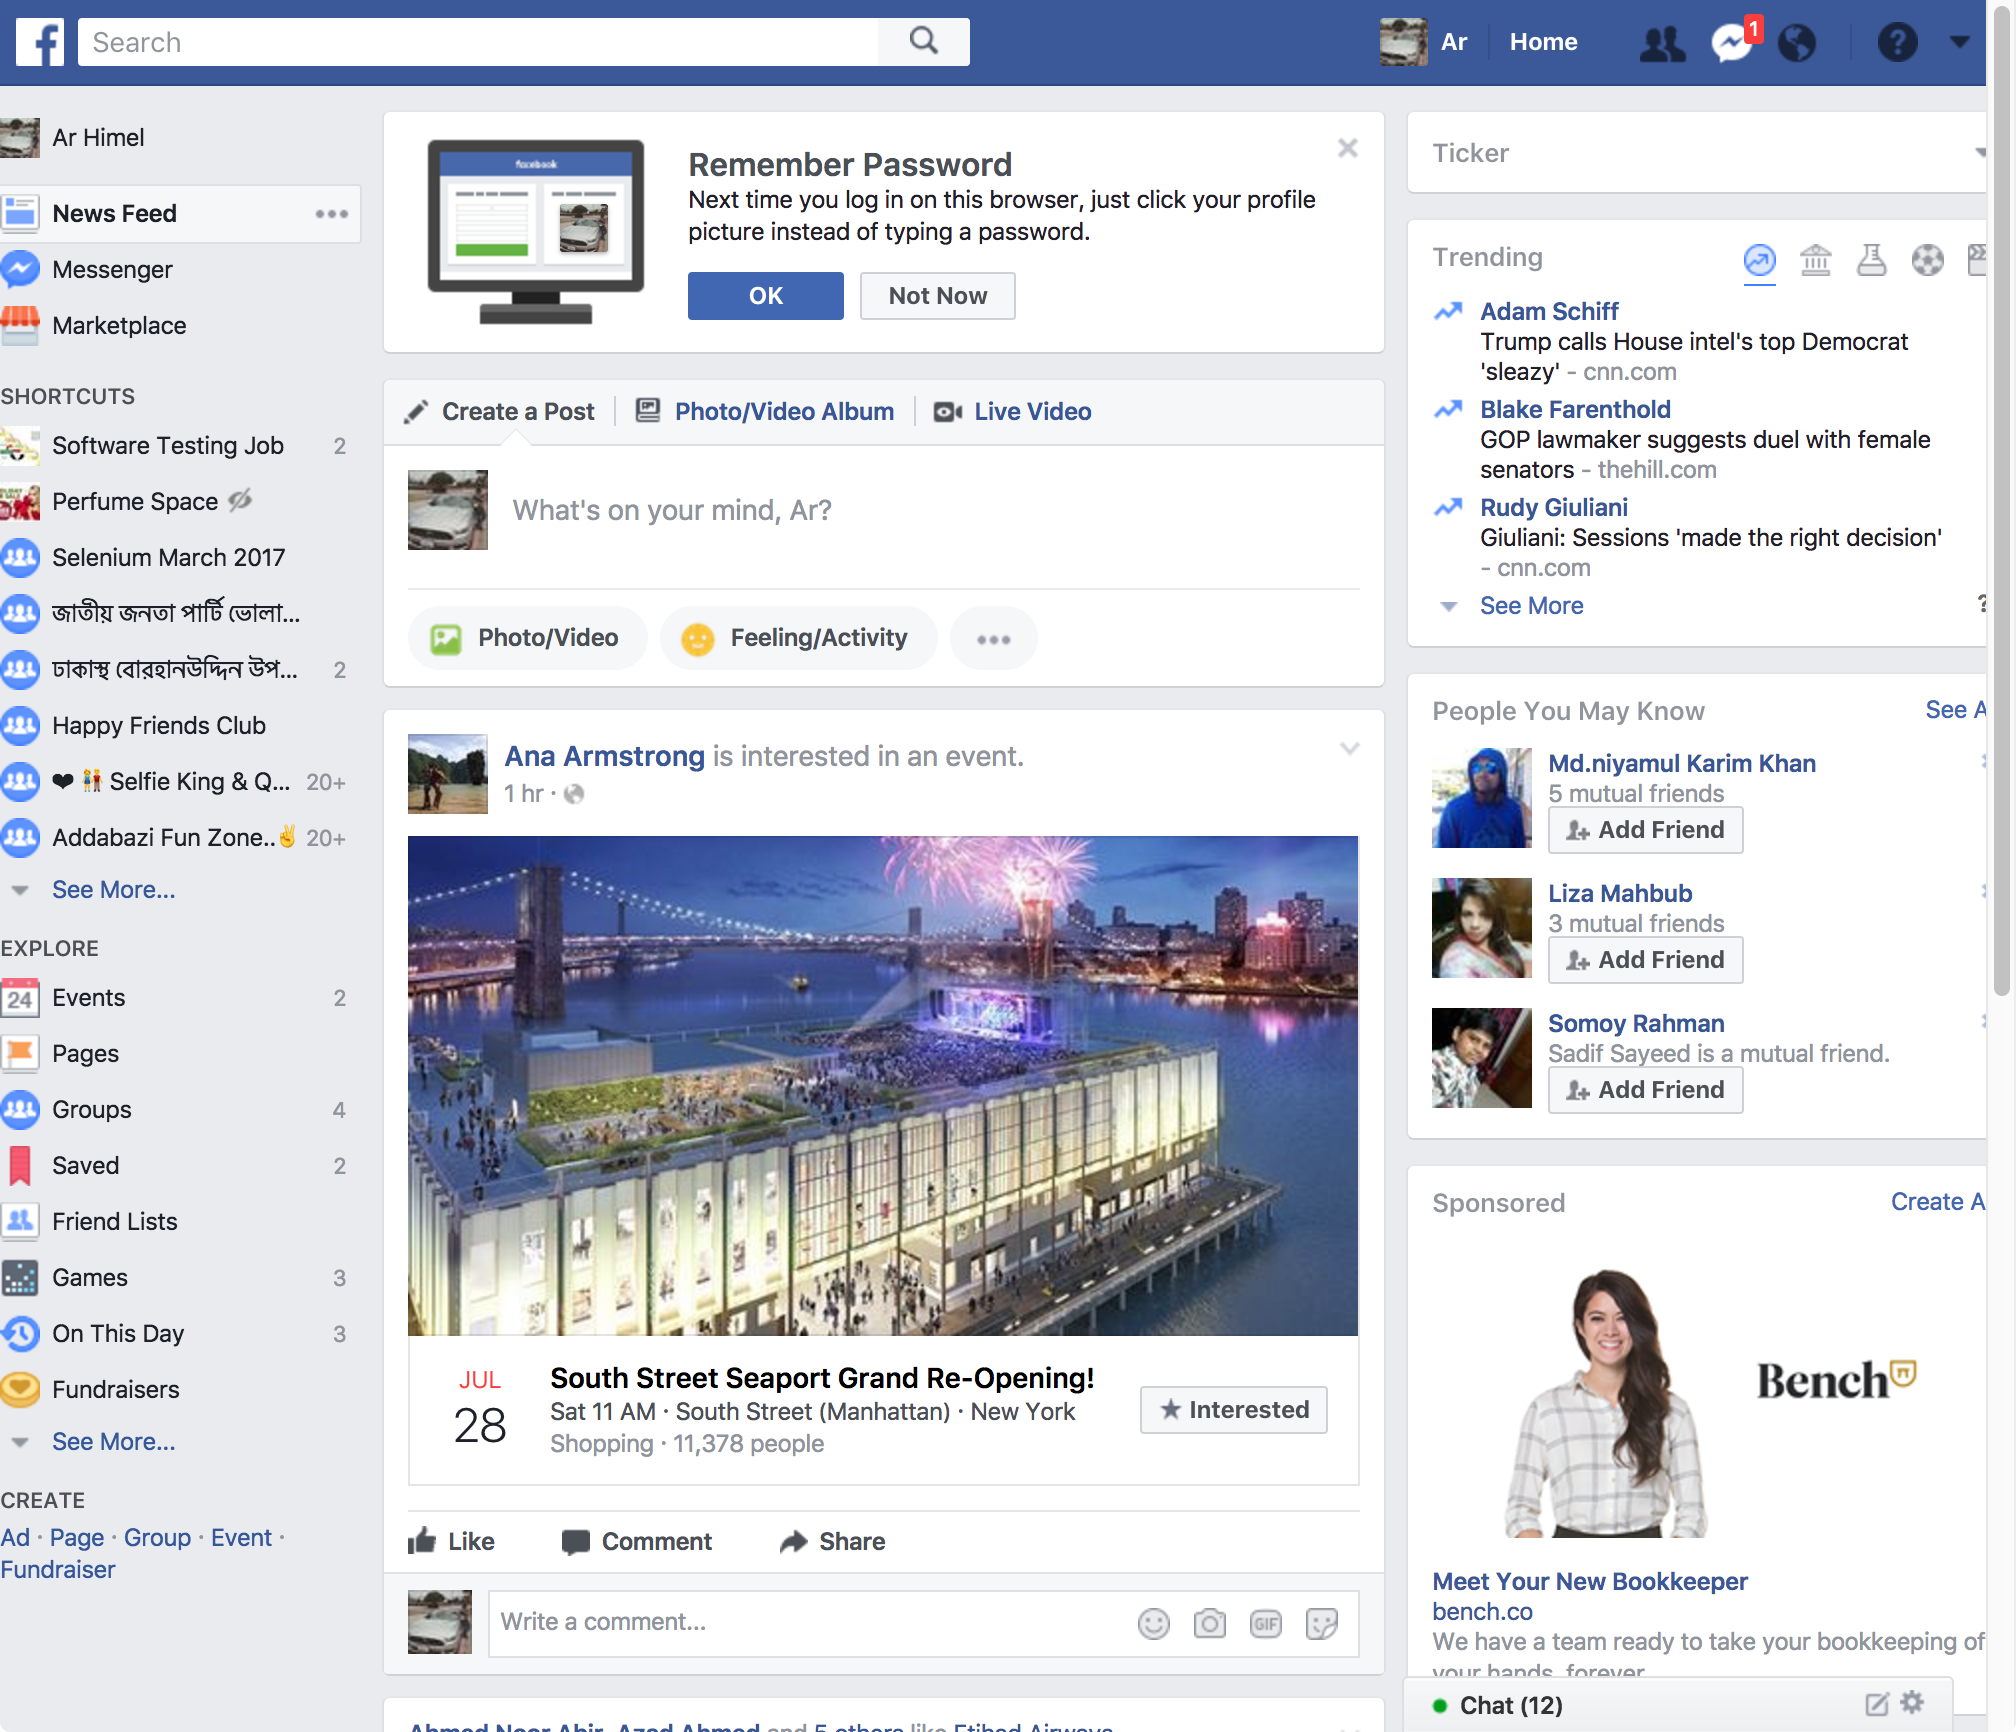 Search
Ar
Home
1
Ar Himel
News Feed
Messenger
Marketplace
SHORTCUTS
Software Testing Job 2
Perfume Space
Selenium March 2017
জাতীয় জনতা পার্টি ভোলা...
ঢাকাস্থ বোরহানউদ্দিন উপ... 2
Happy Friends Club
❤ 👫 Selfie King & Q... 20+
Addabazi Fun Zone..✌ 20+
See More...
EXPLORE
24 Events 2
Pages
Groups 4
Saved 2
Friend Lists
Games 3
On This Day 3
Fundraisers
See More...
CREATE
Ad · Page · Group · Event ·
Fundraiser
facebook
Remember Password
Next time you log in on this browser, just click your profile
picture instead of typing a password.
OK
Not Now
Create a Post
Photo/Video Album
Live Video
What's on your mind, Ar?
Photo/Video
Feeling/Activity
Ana Armstrong is interested in an event.
1 hr ·
JUL
28
South Street Seaport Grand Re-Opening!
Sat 11 AM · South Street (Manhattan) · New York
Shopping · 11,378 people
★ Interested
Like
Comment
Share
Write a comment...
GIF
Ahmed Noor Abir, Azad Ahmed and 5 others like Etihad Airways
Ticker
Trending
Adam Schiff
Trump calls House intel's top Democrat
'sleazy' - cnn.com
Blake Farenthold
GOP lawmaker suggests duel with female
senators - thehill.com
Rudy Giuliani
Giuliani: Sessions 'made the right decision'
- cnn.com
See More
?
People You May Know
See A
Md.niyamul Karim Khan
5 mutual friends
Add Friend
Liza Mahbub
3 mutual friends
Add Friend
Somoy Rahman
Sadif Sayeed is a mutual friend.
Add Friend
Sponsored
Create A
Bench
Meet Your New Bookkeeper
bench.co
We have a team ready to take your bookkeeping of
your hands, forever
Chat (12)